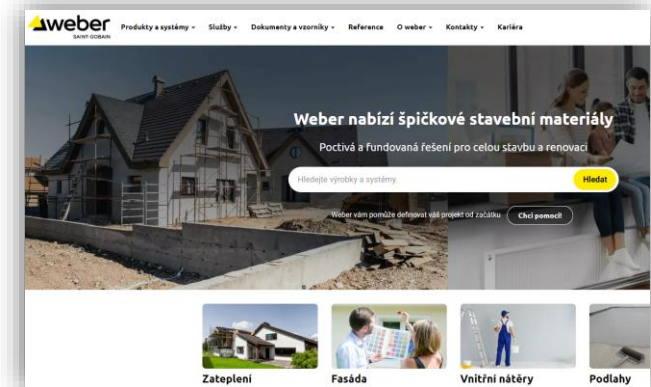 weber
SAINT-GOBAIN
Produkty a systémy Služby Dokumenty a vzorníky Reference O weber Kontakty Kariéra
Weber nabízí špičkové stavební materiály
Poctivá a fundovaná řešení pro celou stavbu a renovaci
Hledejte výrobky a systémy. Hledat
Weber vám pomůže definovat váš projekt od začátku Chci pomoci!
Zateplení Fasáda Vnitřní nátěry Podlahy